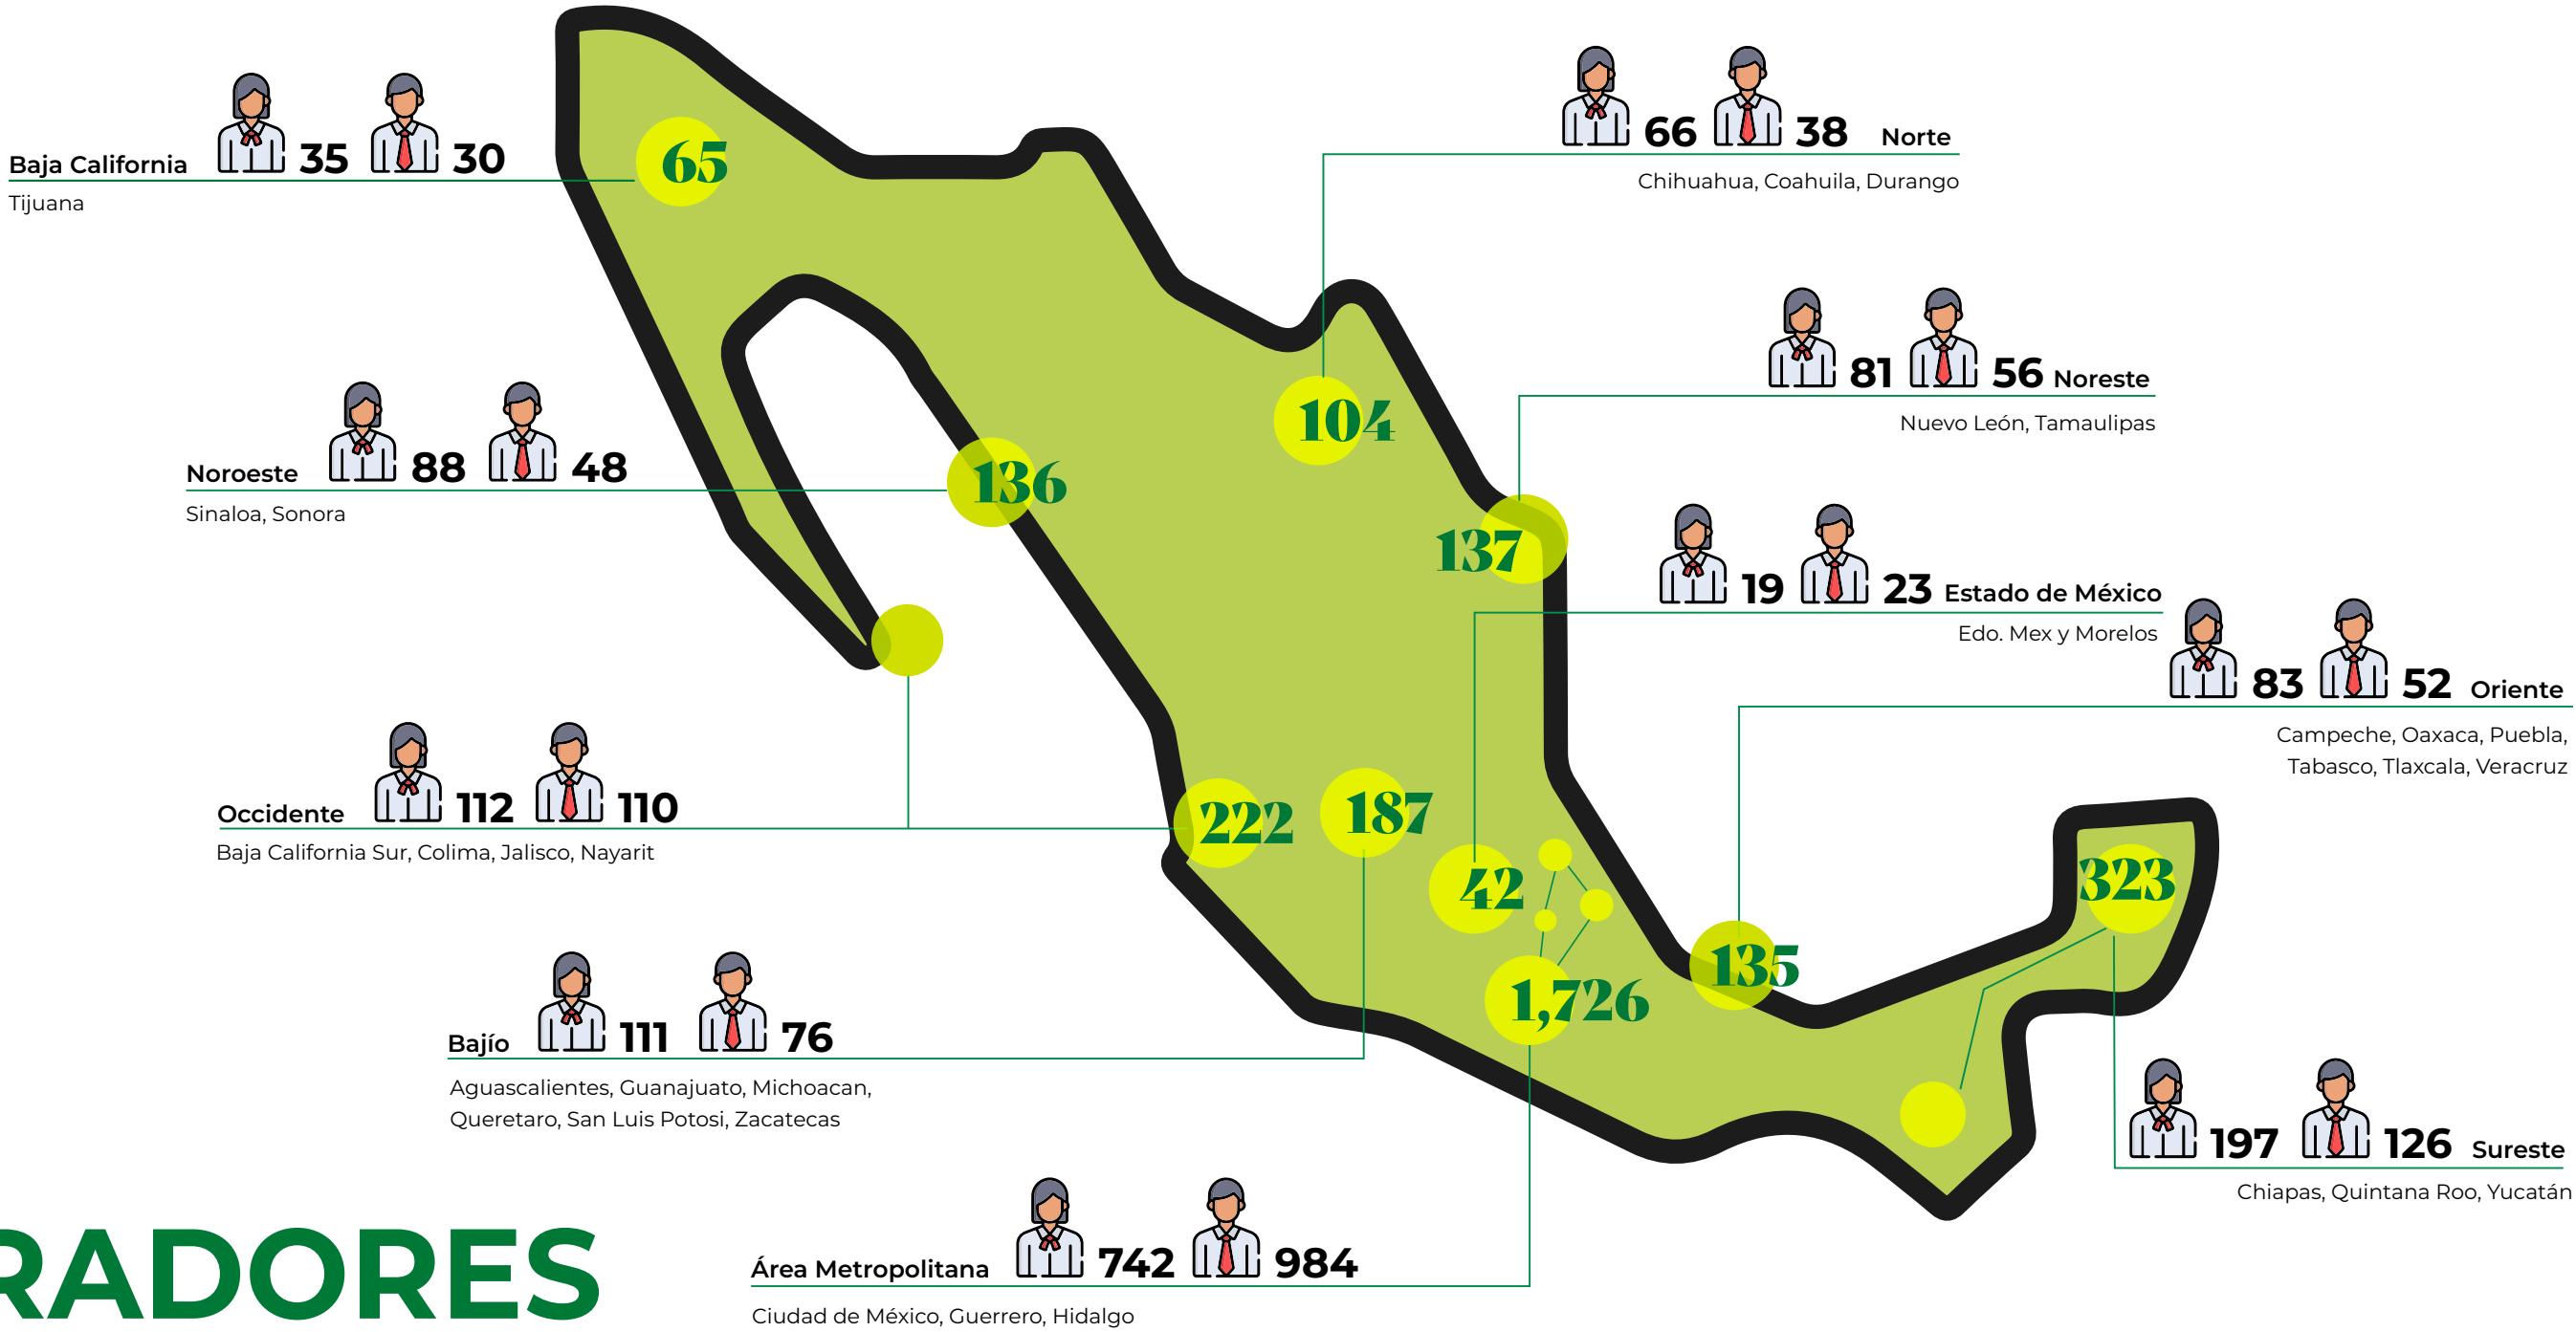 Baja California 35 30
Tijuana
65
66 38 Norte
Chihuahua, Coahuila, Durango
104
81 56 Noreste
Nuevo León, Tamaulipas
137
Noroeste 88 48
Sinaloa, Sonora
136
19 23 Estado de México
Edo. Mex y Morelos
42
83 52 Oriente
Campeche, Oaxaca, Puebla,
Tabasco, Tlaxcala, Veracruz
135
Occidente 112 110
Baja California Sur, Colima, Jalisco, Nayarit
222
187
323
Bajío 111 76
Aguascalientes, Guanajuato, Michoacan,
Queretaro, San Luis Potosi, Zacatecas
1,726
197 126 Sureste
Chiapas, Quintana Roo, Yucatán
Área Metropolitana 742 984
Ciudad de México, Guerrero, Hidalgo
RADORES